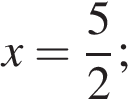 x = 5/2;